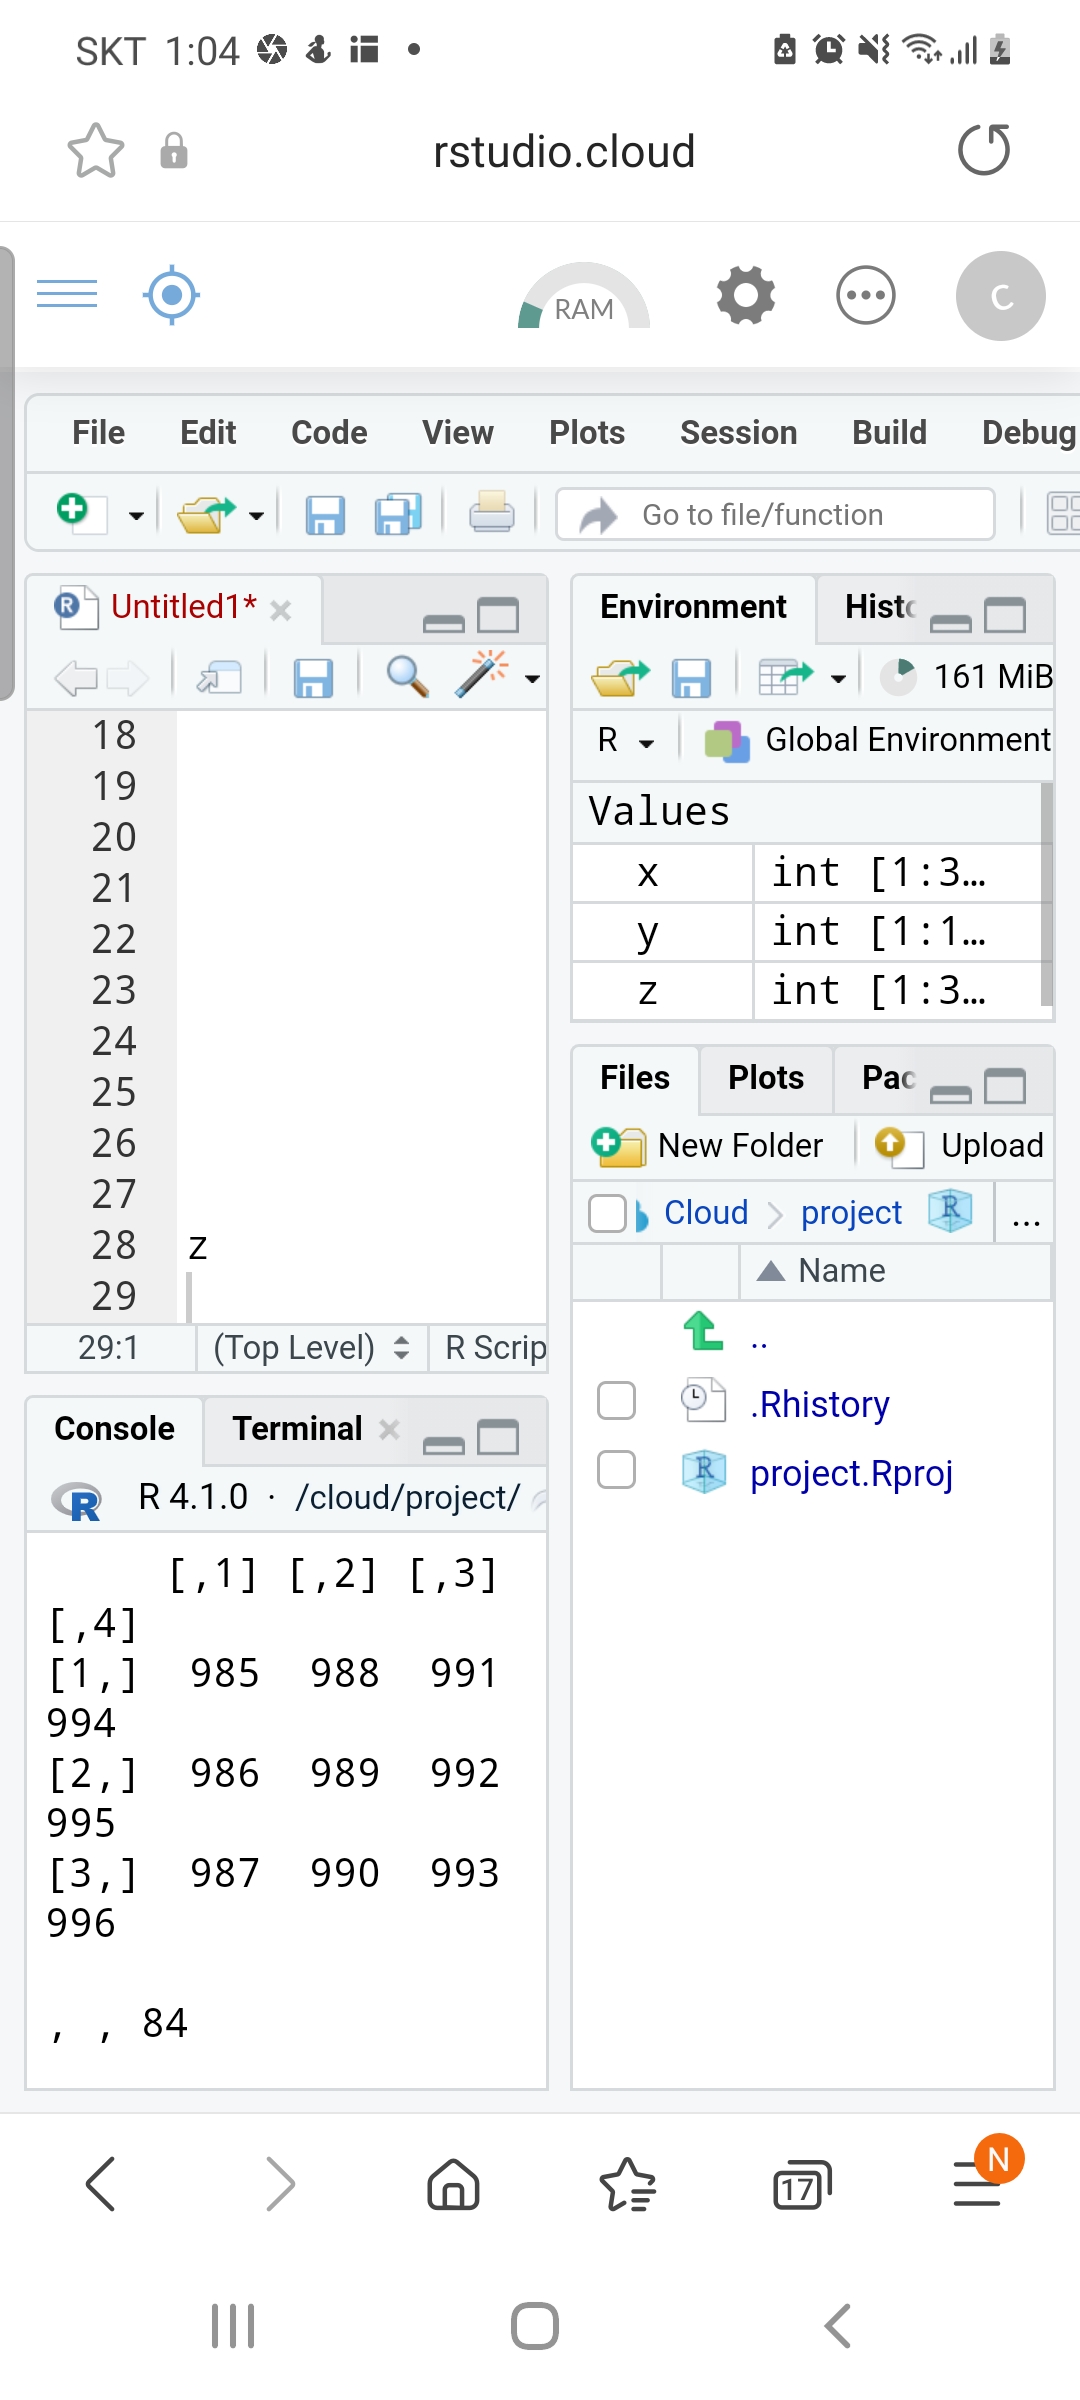 SKT 1:04
rstudio.cloud
RAM
C
File Edit Code View Plots Session Build Debug
Go to file/function
Untitled1*
18
19
20
21
22
23
24
25
26
27
28 z
29
29:1 (Top Level) R Scrip
Console Terminal
R 4.1.0 · /cloud/project/
[,1] [,2] [,3]
[,4]
[1,] 985 988 991
994
[2,] 986 989 992
995
[3,] 987 990 993
996
, , 84
Environment Histo
161 MiB
R Global Environment
Values
x int [1:3…
y int [1:1…
z int [1:3…
Files Plots Pac
New Folder Upload
Cloud project R ...
Name
..
.Rhistory
project.Rproj
17
N